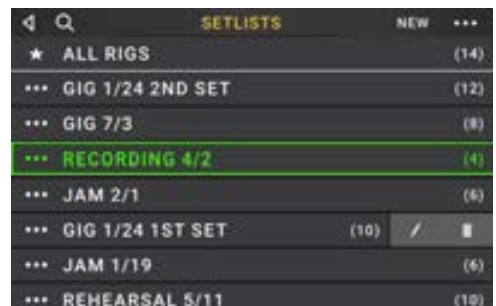 SETLISTS NEW
ALL RIGS (14)
GIG 1/24 2ND SET (12)
GIG 7/3 (8)
RECORDING 4/2 (4)
JAM 2/1 (6)
GIG 1/24 1ST SET (10)
JAM 1/19 (6)
REHEARSAL 5/11 (10)